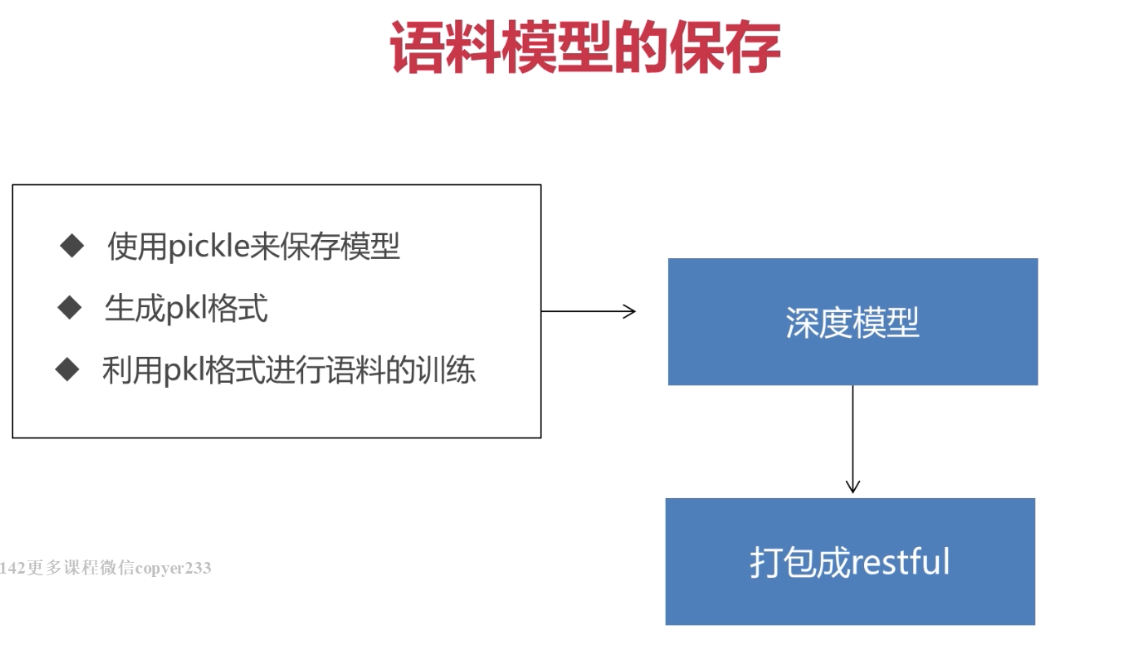 语料模型的保存
◆ 使用pickle来保存模型
◆ 生成pkl格式
◆ 利用pkl格式进行语料的训练
深度模型
打包成restful
142更多课程微信copyer233